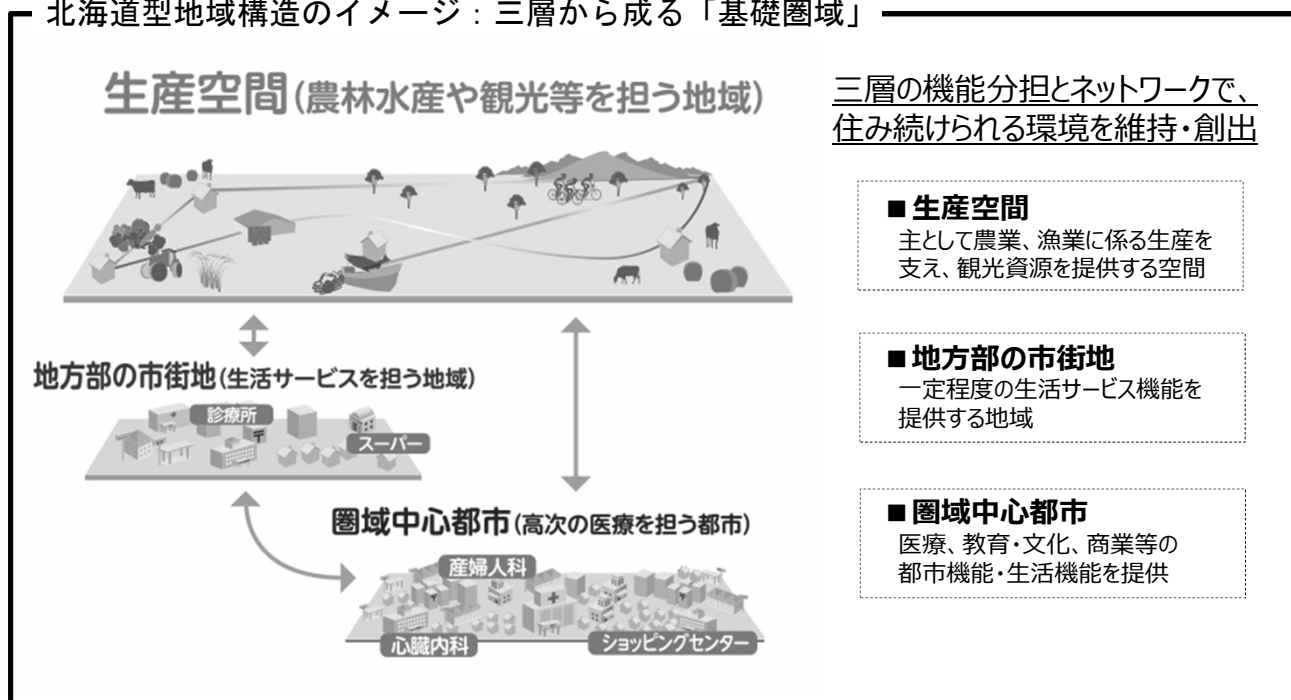 北海道型地域構造のイメージ：三層から成る「基礎圏域」
生産空間(農林水産や観光等を担う地域)
地方部の市街地(生活サービスを担う地域)
診療所
スーパー
圏域中心都市(高次の医療を担う都市)
産婦人科
心臓内科
ショッピングセンター
三層の機能分担とネットワークで、
住み続けられる環境を維持・創出
■生産空間
主として農業、漁業に係る生産を
支え、観光資源を提供する空間
■地方部の市街地
一定程度の生活サービス機能を
提供する地域
■圏域中心都市
医療、教育・文化、商業等の
都市機能・生活機能を提供